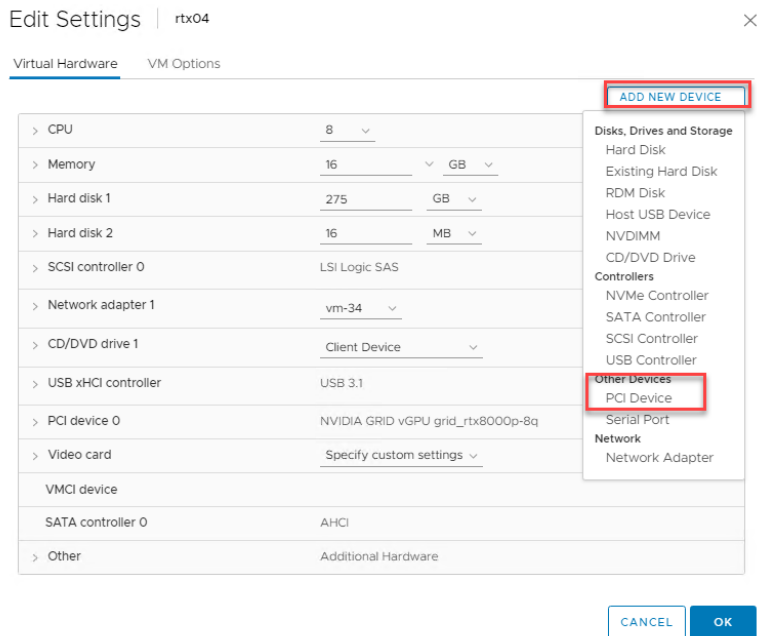 Edit Settings rtx04
Virtual Hardware VM Options
ADD NEW DEVICE
CPU 8
Memory 16 GB
Hard disk 1 275 GB
Hard disk 2 16 MB
SCSI controller 0 LSI Logic SAS
Network adapter 1 vm-34
CD/DVD drive 1 Client Device
USB xHCI controller USB 3.1
PCI device 0 NVIDIA GRID vGPU grid_rtx8000p-8q
Video card Specify custom settings
VMCI device
SATA controller 0 AHCI
Other Additional Hardware
Disks, Drives and Storage
Hard Disk
Existing Hard Disk
RDM Disk
Host USB Device
NVDIMM
CD/DVD Drive
Controllers
NVMe Controller
SATA Controller
SCSI Controller
USB Controller
Other Devices
PCI Device
Serial Port
Network
Network Adapter
CANCEL OK